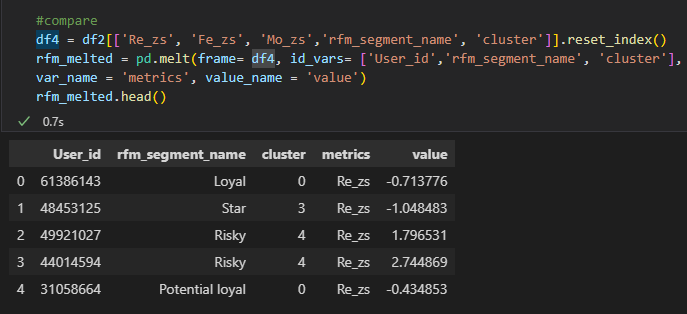 #compare
df4 = df2[['Re_zs', 'Fe_zs', 'Mo_zs','rfm_segment_name', 'cluster']].reset_index()
rfm_melted = pd.melt(frame= df4, id_vars= ['User_id','rfm_segment_name', 'cluster'],
var_name = 'metrics', value_name = 'value')
rfm_melted.head()
0.7s
User_id rfm_segment_name cluster metrics value
0 61386143 Loyal 0 Re_zs -0.713776
1 48453125 Star 3 Re_zs -1.048483
2 49921027 Risky 4 Re_zs 1.796531
3 44014594 Risky 4 Re_zs 2.744869
4 31058664 Potential loyal 0 Re_zs -0.434853